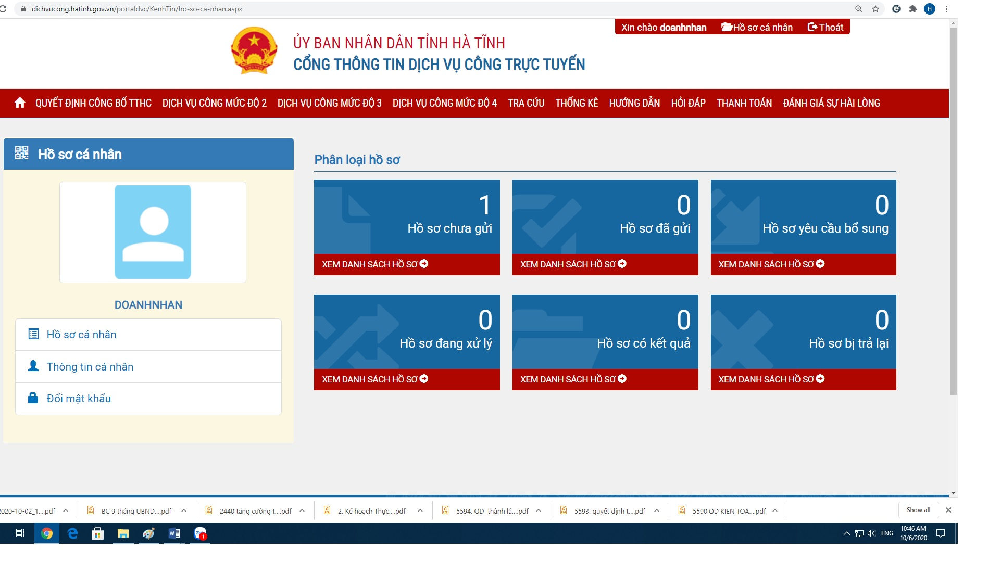 dichvucong.hatinh.gov.vn/portaldvc/KenhTin/ho-so-ca-nhan.aspx
H
Xin chào doanhnhan Hồ sơ cá nhân Thoát
ỦY BAN NHÂN DÂN TỈNH HÀ TĨNH
CỔNG THÔNG TIN DỊCH VỤ CÔNG TRỰC TUYẾN
QUYẾT ĐỊNH CÔNG BỐ TTHC DỊCH VỤ CÔNG MỨC ĐỘ 2 DỊCH VỤ CÔNG MỨC ĐỘ 3 DỊCH VỤ CÔNG MỨC ĐỘ 4 TRA CỨU THỐNG KÊ HƯỚNG DẪN HỎI ĐÁP THANH TOÁN ĐÁNH GIÁ SỰ HÀI LÒNG
Hồ sơ cá nhân
DOANHNHAN
Hồ sơ cá nhân
Thông tin cá nhân
Đổi mật khẩu
Phân loại hồ sơ
1
Hồ sơ chưa gửi
XEM DANH SÁCH HỒ SƠ
0
Hồ sơ đã gửi
XEM DANH SÁCH HỒ SƠ
0
Hồ sơ yêu cầu bổ sung
XEM DANH SÁCH HỒ SƠ
0
Hồ sơ đang xử lý
XEM DANH SÁCH HỒ SƠ
0
Hồ sơ có kết quả
XEM DANH SÁCH HỒ SƠ
0
Hồ sơ bị trả lại
XEM DANH SÁCH HỒ SƠ
2020-10-02_1....pdf BC 9 tháng UBND....pdf 2440 tăng cường t....pdf 2. Kế hoạch Thực....pdf 5594. QD thành lâ....pdf 5593. quyết định t....pdf 5590.QD KIEN TOA....pdf Show all
1
ENG
10:46 AM
10/6/2020